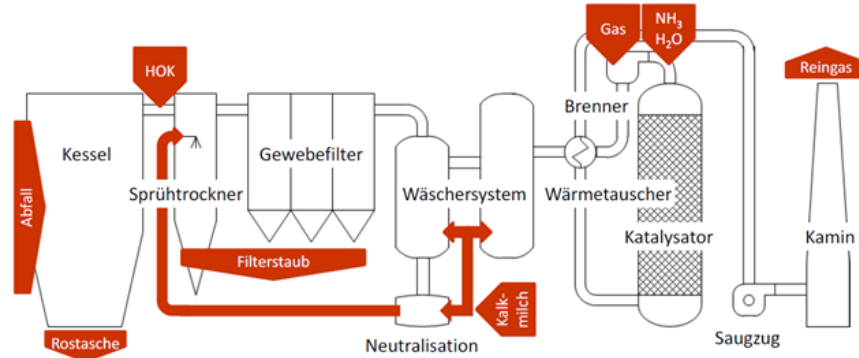 Gas
NH₃
H₂O
HOK
Reingas
Brenner
Kessel
Gewebefilter
Abfall
Sprühtrockner
Wäschersystem
Wärmetauscher
Katalysator
Kamin
Filterstaub
Kalk-
milch
Rostasche
Neutralisation
Saugzug